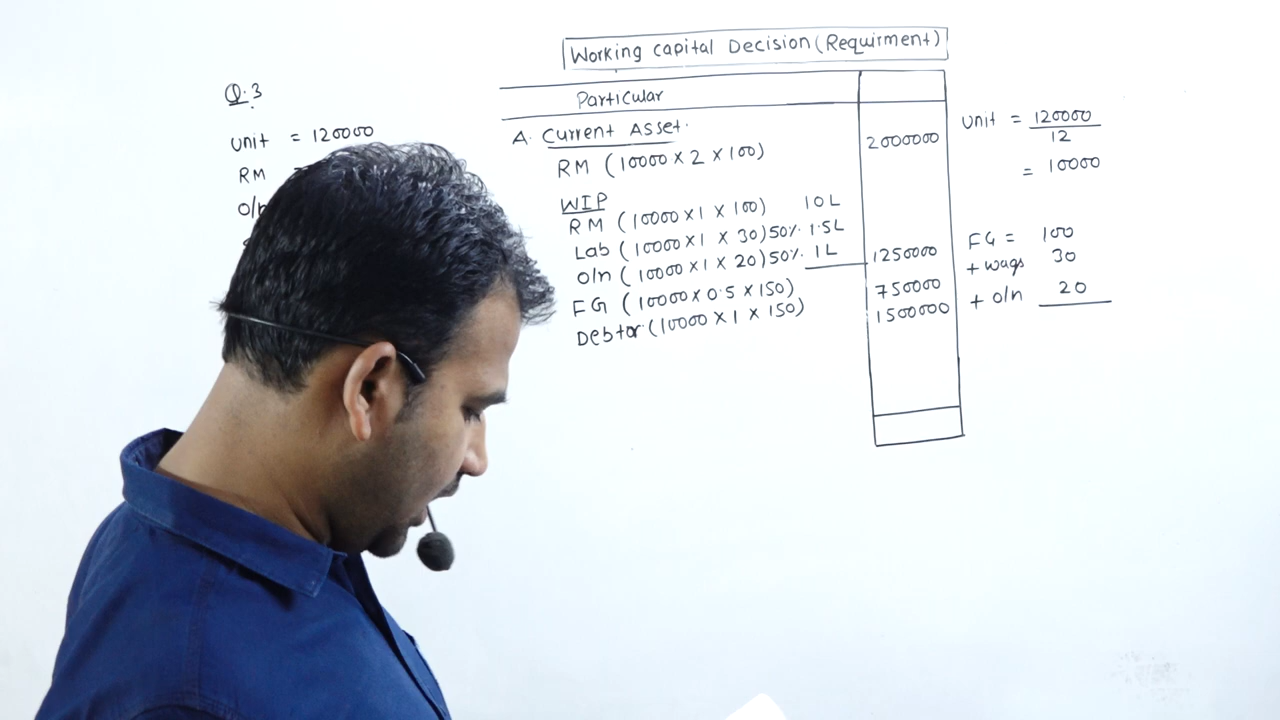 Working Capital Decision (Requirment)
Q.3
unit = 120000
RM
o/n
Particular
A. Current Asset.
RM (10000 × 2 × 100) 2000000
WIP
RM (10000 × 1 × 100) 10L
Lab (10000 × 1 × 30) 50%. 1.5L
o/n (10000 × 1 × 20) 50%. 1L 1250000
FG (10000 × 0.5 × 150) 750000
Debtor (10000 × 1 × 150) 1500000
unit = 120000
12
= 10000
FG = 100
+ wags 30
+ o/n 20